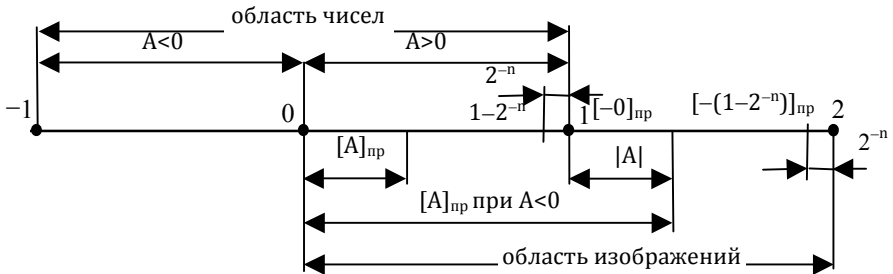 область чисел
A<0 A>0
2⁻ⁿ
−1 0 1−2⁻ⁿ 1 [−0]пр [−(1−2⁻ⁿ)]пр 2
[A]пр |A| 2⁻ⁿ
[A]пр при A<0
область изображений